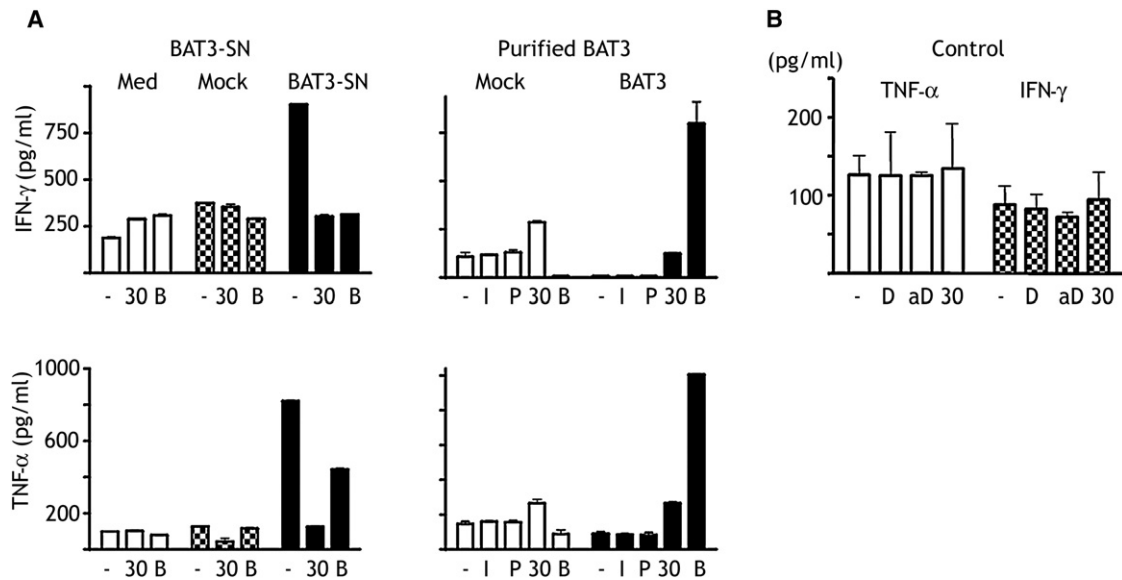 A
BAT3-SN
Med Mock BAT3-SN
IFN-γ (pg/ml)
750
500
250
- 30 B - 30 B - 30 B
Purified BAT3
Mock BAT3
- I P 30 B - I P 30 B
TNF-α (pg/ml)
1000
600
200
- 30 B - 30 B - 30 B
- I P 30 B - I P 30 B
B
Control
(pg/ml)
TNF-α IFN-γ
200
100
0
- D aD 30 - D aD 30